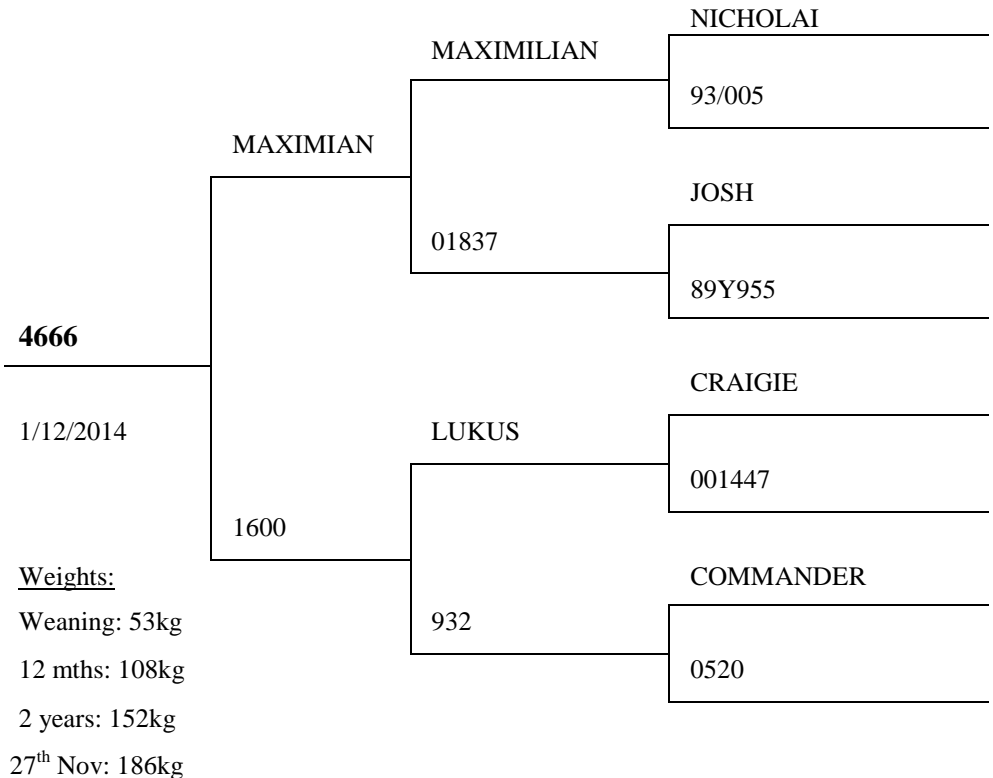 NICHOLAI
MAXIMILIAN
93/005
MAXIMIAN
JOSH
01837
89Y955
4666
CRAIGIE
1/12/2014
LUKUS
001447
1600
Weights:
COMMANDER
Weaning: 53kg
932
12 mths: 108kg
0520
2 years: 152kg
27th Nov: 186kg